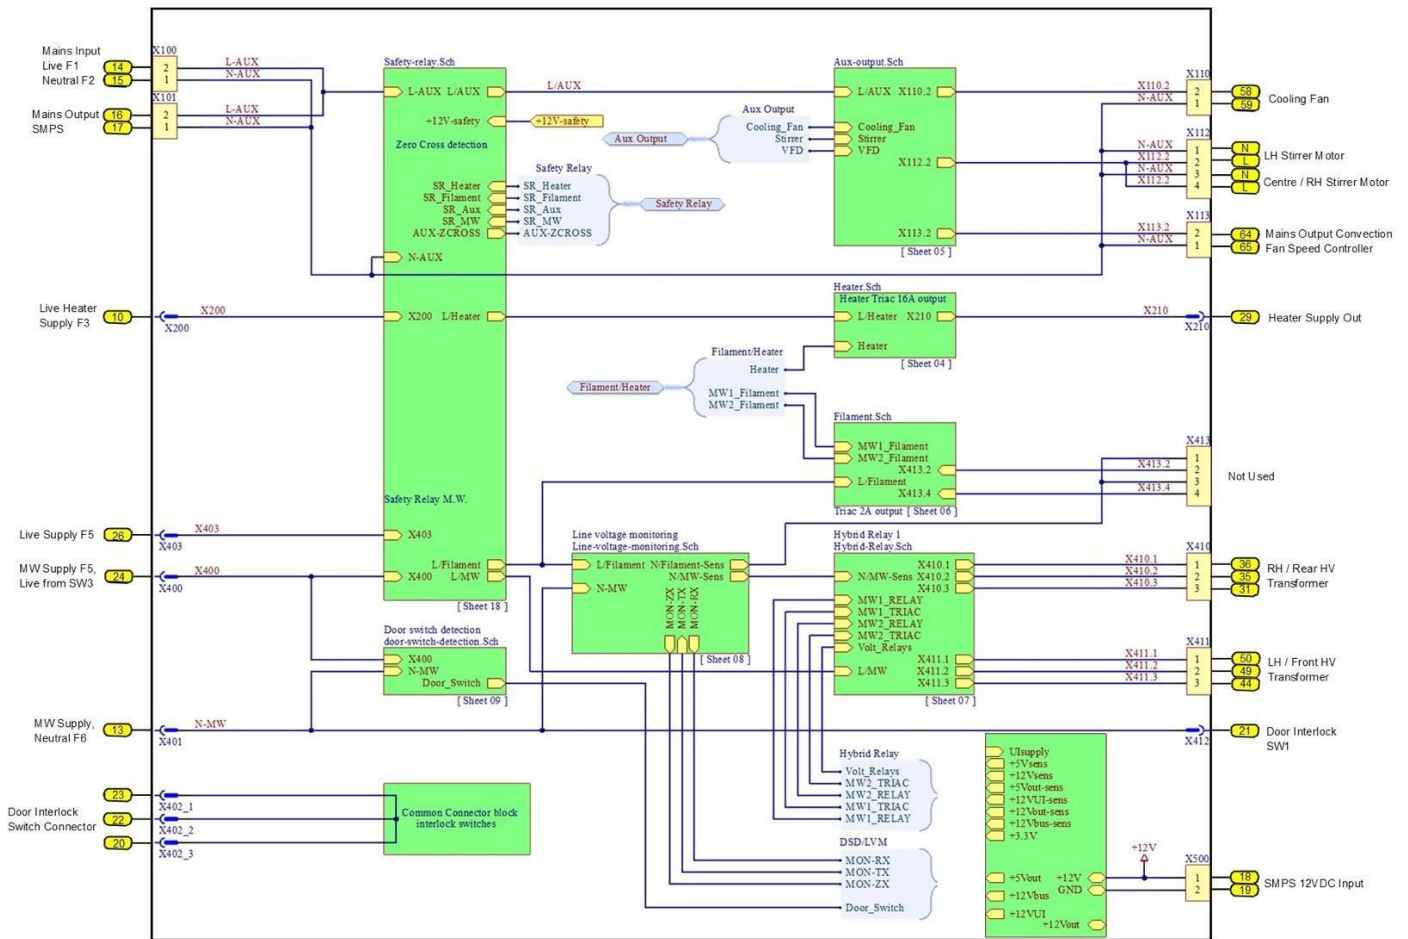 Mains Input
Live F1
Neutral F2
14
15
X100
2
1
L-AUX
N-AUX
Mains Output
SMPS
16
17
X101
2
1
L-AUX
N-AUX
Safety-relay.Sch
L-AUX L/AUX
L/AUX
+12V-safety
+12V-safety
Zero Cross detection
Safety Relay
SR_Heater
SR_Filament
SR_Aux
SR_MW
AUX-ZCROSS
SR_Heater
SR_Filament
SR_Aux
SR_MW
AUX-ZCROSS
Safety Relay
N-AUX
Aux Output
Aux Output
Cooling_Fan
Stirrer
VFD
Aux-output.Sch
L/AUX X110.2
Cooling_Fan
Stirrer
VFD
X112.2
X113.2
[ Sheet 05 ]
X110.2
N-AUX
X110
2
1
58
59
Cooling Fan
N-AUX
X112.2
N-AUX
X112.2
X112
1
2
3
4
N
L
N
L
LH Stirrer Motor
Centre / RH Stirrer Motor
X113.2
N-AUX
X113
2
1
64
65
Mains Output Convection
Fan Speed Controller
Live Heater
Supply F3
10
X200
X200
X200 L/Heater
Heater.Sch
Heater Triac 16A output
L/Heater X210
Heater
[ Sheet 04 ]
X210
X210
29
Heater Supply Out
Filament/Heater
Filament/Heater
Heater
MW1_Filament
MW2_Filament
Filament.Sch
MW1_Filament
MW2_Filament
X413.2
L/Filament
X413.4
Triac 2A output [ Sheet 06 ]
X413.2
X413.4
X413
1
2
3
4
Not Used
Safety Relay M.W.
Live Supply F5
26
X403
X403
X403
L/Filament
L/MW
MW Supply F5,
Live from SW3
24
X400
X400
X400
[ Sheet 18 ]
Line voltage monitoring
Line-voltage-monitoring.Sch
L/Filament N/Filament-Sens
N/MW-Sens
N-MW
MON-ZX
MON-TX
MON-RX
[ Sheet 08 ]
Hybrid Relay 1
Hybrid-Relay.Sch
X410.1
N/MW-Sens X410.2
X410.3
MW1_RELAY
MW1_TRIAC
MW2_RELAY
MW2_TRIAC
Volt_Relays
X411.1
L/MW X411.2
X411.3
[ Sheet 07 ]
X410.1
X410.2
X410.3
X410
1
2
3
36
35
31
RH / Rear HV
Transformer
X411.1
X411.2
X411.3
X411
1
2
3
50
49
44
LH / Front HV
Transformer
Door switch detection
door-switch-detection.Sch
X400
N-MW
Door_Switch
[ Sheet 09 ]
MW Supply,
Neutral F6
13
N-MW
X401
X412
21
Door Interlock
SW1
Door Interlock
Switch Connector
23
22
20
X402_1
X402_2
X402_3
Common Connector block
interlock switches
Hybrid Relay
Volt_Relays
MW2_TRIAC
MW2_RELAY
MW1_TRIAC
MW1_RELAY
DSD/LVM
MON-RX
MON-TX
MON-ZX
Door_Switch
UIsupply
+5Vsens
+12Vsens
+5Vout-sens
+12VUI-sens
+12Vout-sens
+12Vbus-sens
+3.3V
+5Vout +12V
GND
+12Vbus
+12VUI
+12Vout
+12V
X500
1
2
18
19
SMPS 12VDC Input